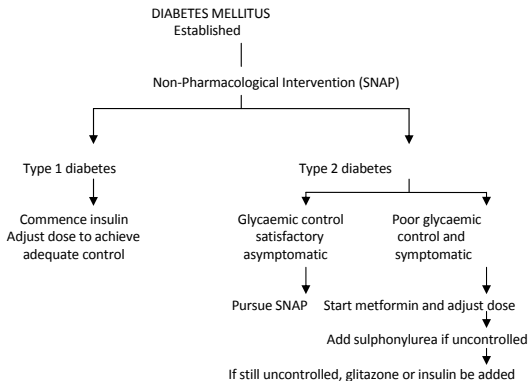 DIABETES MELLITUS
Established
Non-Pharmacological Intervention (SNAP)
Type 1 diabetes
Type 2 diabetes
Commence insulin
Adjust dose to achieve
adequate control
Glycaemic control
satisfactory
asymptomatic
Poor glycaemic
control and
symptomatic
Pursue SNAP
Start metformin and adjust dose
Add sulphonylurea if uncontrolled
If still uncontrolled, glitazone or insulin be added